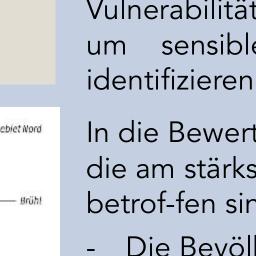 Vulnerabilität
um sensible
identifizieren
ebiet Nord
In die Bewert
die am stärks
Brühl
betrof-fen sin
- Die Bevöll